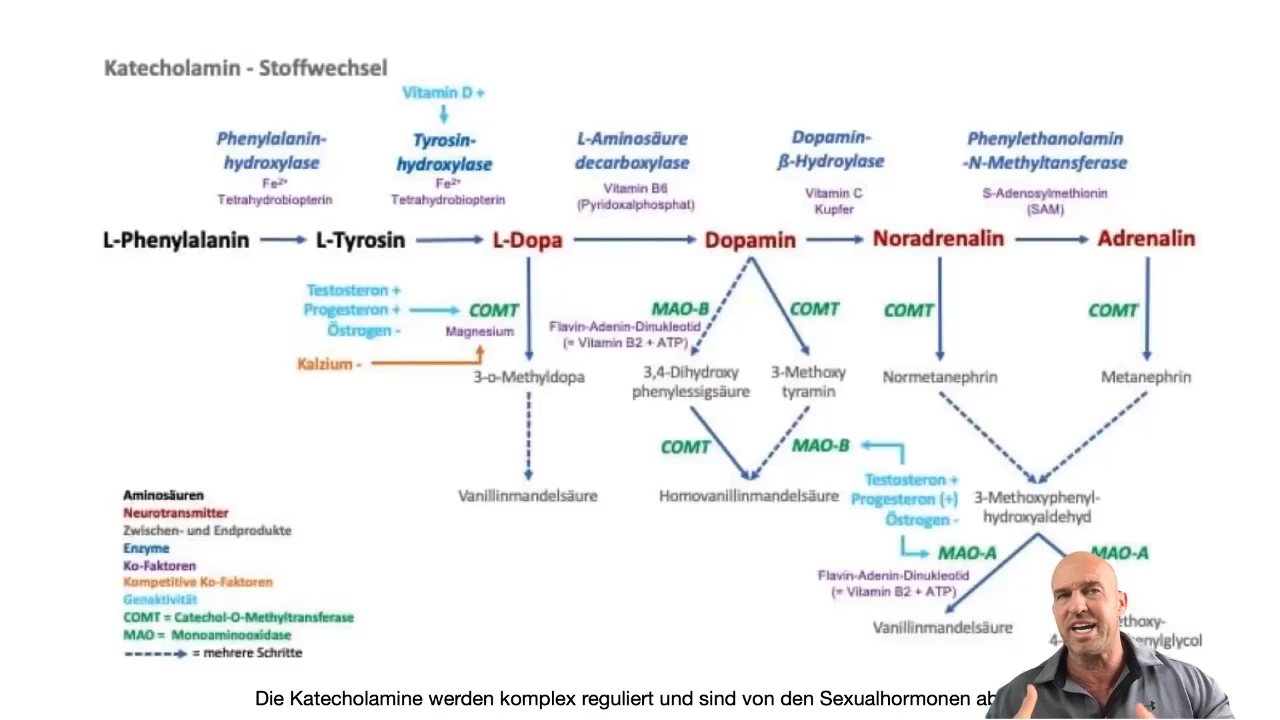 Katecholamin - Stoffwechsel
Vitamin D +
Phenylalanin-
hydroxylase
Fe²⁺
Tetrahydrobiopterin
Tyrosin-
hydroxylase
Fe²⁺
Tetrahydrobiopterin
L-Aminosäure
decarboxylase
Vitamin B6
(Pyridoxalphosphat)
Dopamin-
ß-Hydroylase
Vitamin C
Kupfer
Phenylethanolamin
-N-Methyltansferase
S-Adenosylmethionin
(SAM)
L-Phenylalanin
L-Tyrosin
L-Dopa
Dopamin
Noradrenalin
Adrenalin
Testosteron +
Progesteron +
Östrogen -
COMT
Magnesium
Kalzium -
MAO-B
Flavin-Adenin-Dinukleotid
(= Vitamin B2 + ATP)
COMT
COMT
COMT
3-o-Methyldopa
3,4-Dihydroxy
phenylessigsäure
3-Methoxy
tyramin
Normetanephrin
Metanephrin
COMT
MAO-B
Testosteron +
Progesteron (+)
Östrogen -
Vanillinmandelsäure
Homovanillinmandelsäure
3-Methoxyphenyl-
hydroxyaldehyd
MAO-A
MAO-A
Flavin-Adenin-Dinukleotid
(= Vitamin B2 + ATP)
Vanillinmandelsäure
Aminosäuren
Neurotransmitter
Zwischen- und Endprodukte
Enzyme
Ko-Faktoren
Kompetitive Ko-Faktoren
Genaktivität
COMT = Catechol-O-Methyltransferase
MAO = Monoaminooxidase
= mehrere Schritte
Die Katecholamine werden komplex reguliert und sind von den Sexualhormonen